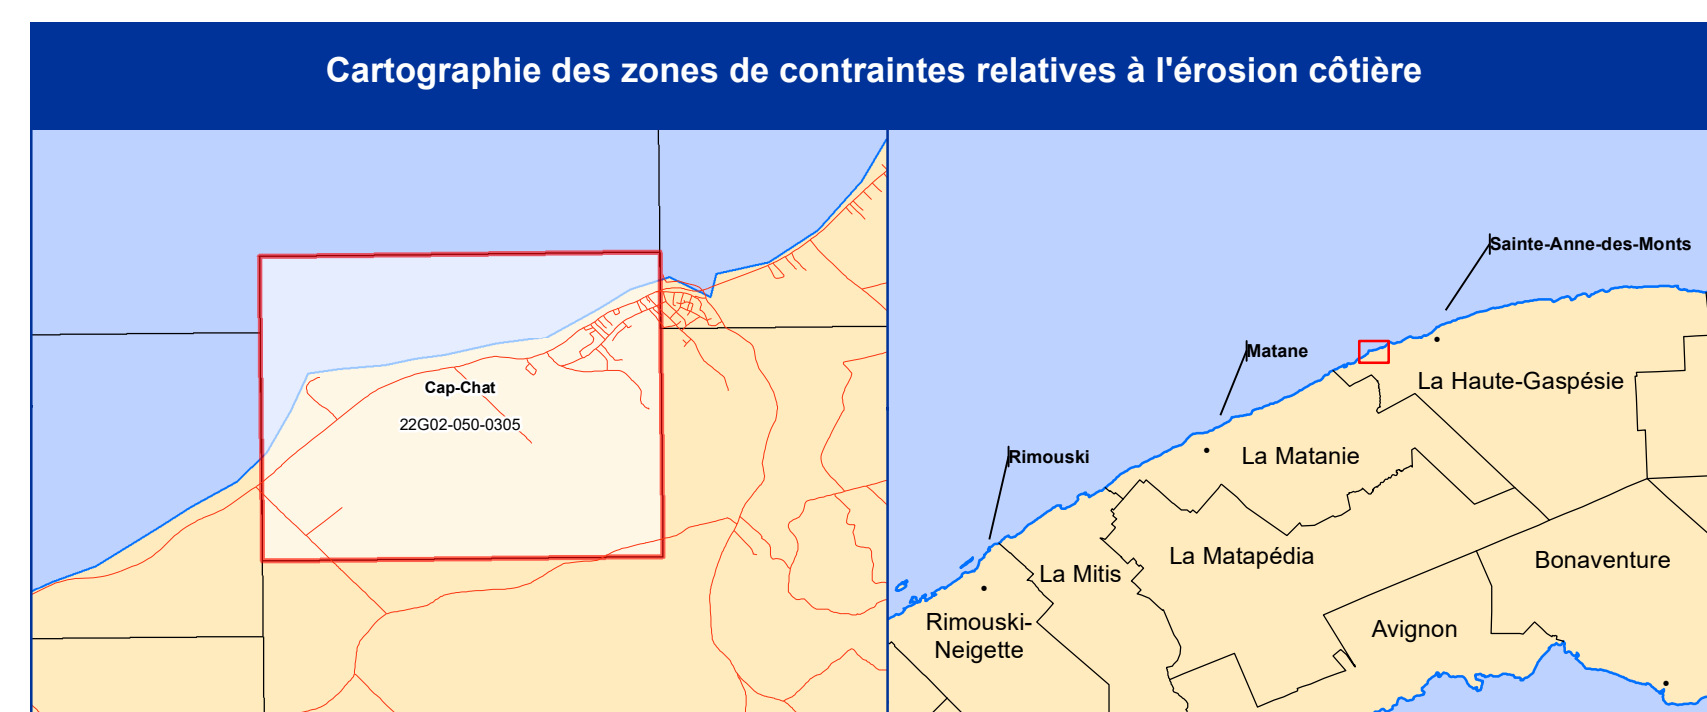 Cartographie des zones de contraintes relatives à l'érosion côtière
Cap-Chat
22G02-050-0305
Sainte-Anne-des-Monts
Matane
La Haute-Gaspésie
Rimouski
La Matanie
La Matapédia
Bonaventure
La Mitis
Rimouski-
Neigette
Avignon